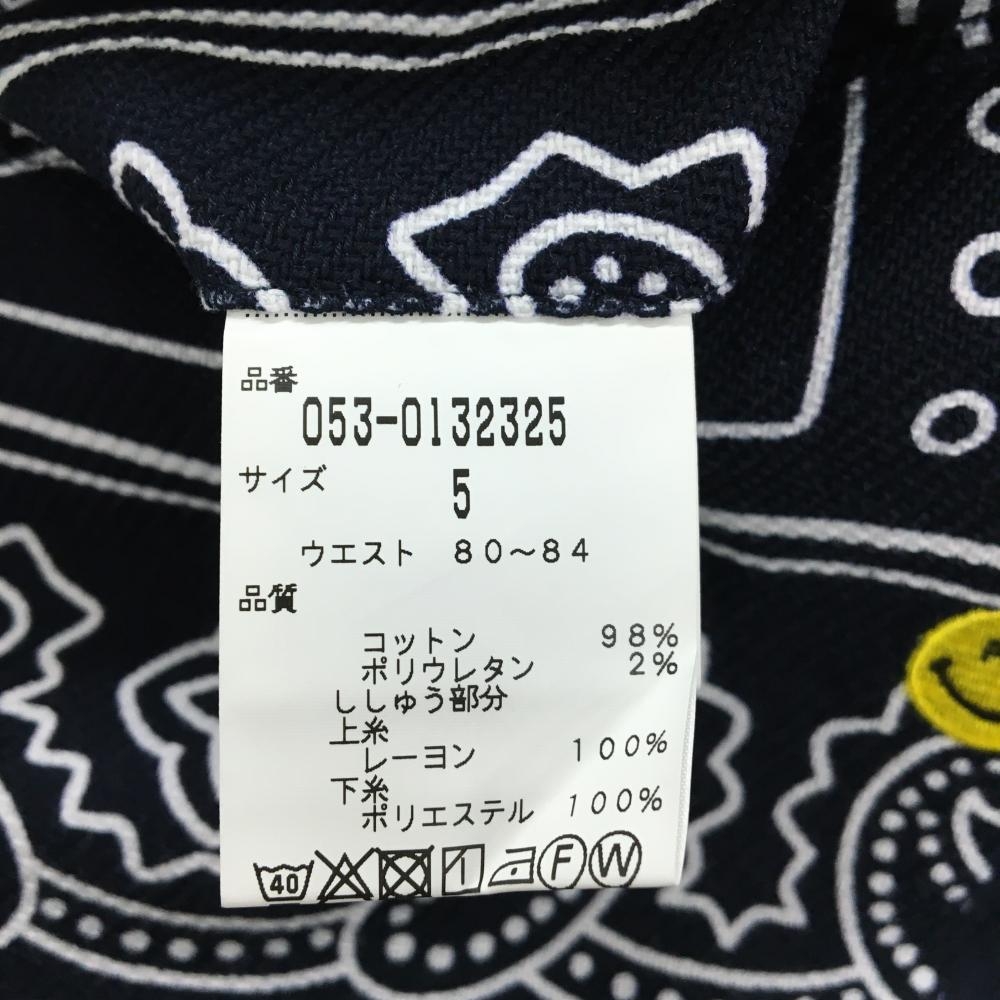 品番
053-0132325
サイズ
5
ウエスト 80～84
品質
コットン 98%
ポリウレタン 2%
ししゅう部分
上糸
レーヨン 100%
下糸
ポリエステル 100%
40 F W